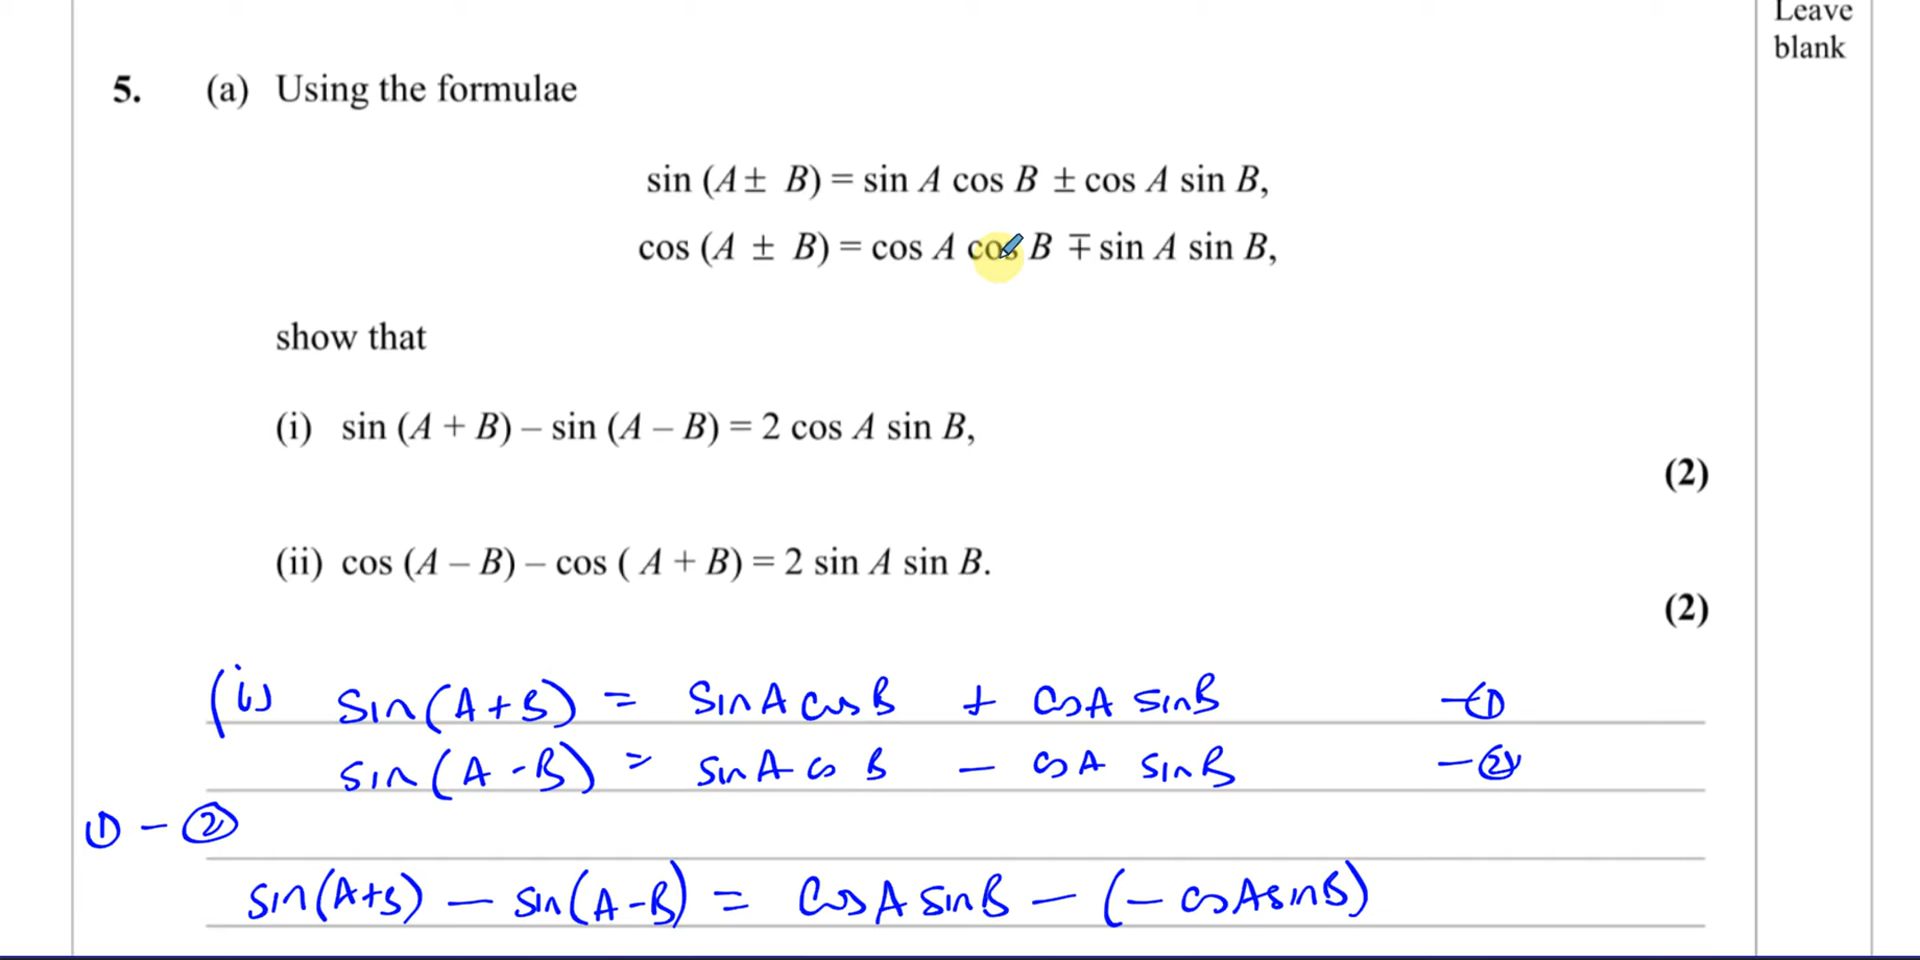 Leave
blank
5. (a) Using the formulae
sin (A ± B) = sin A cos B ± cos A sin B,
cos (A ± B) = cos A cos B ∓ sin A sin B,
show that
(i) sin (A + B) – sin (A – B) = 2 cos A sin B,
(2)
(ii) cos (A – B) – cos ( A + B) = 2 sin A sin B.
(2)
(i) sin(A+B) = sinA cosB + cosA sinB —①
sin(A-B) = sinA cos B — cosA sinB —②
① — ②
sin(A+B) — sin(A-B) = cosA sinB — (— cosAsinB)